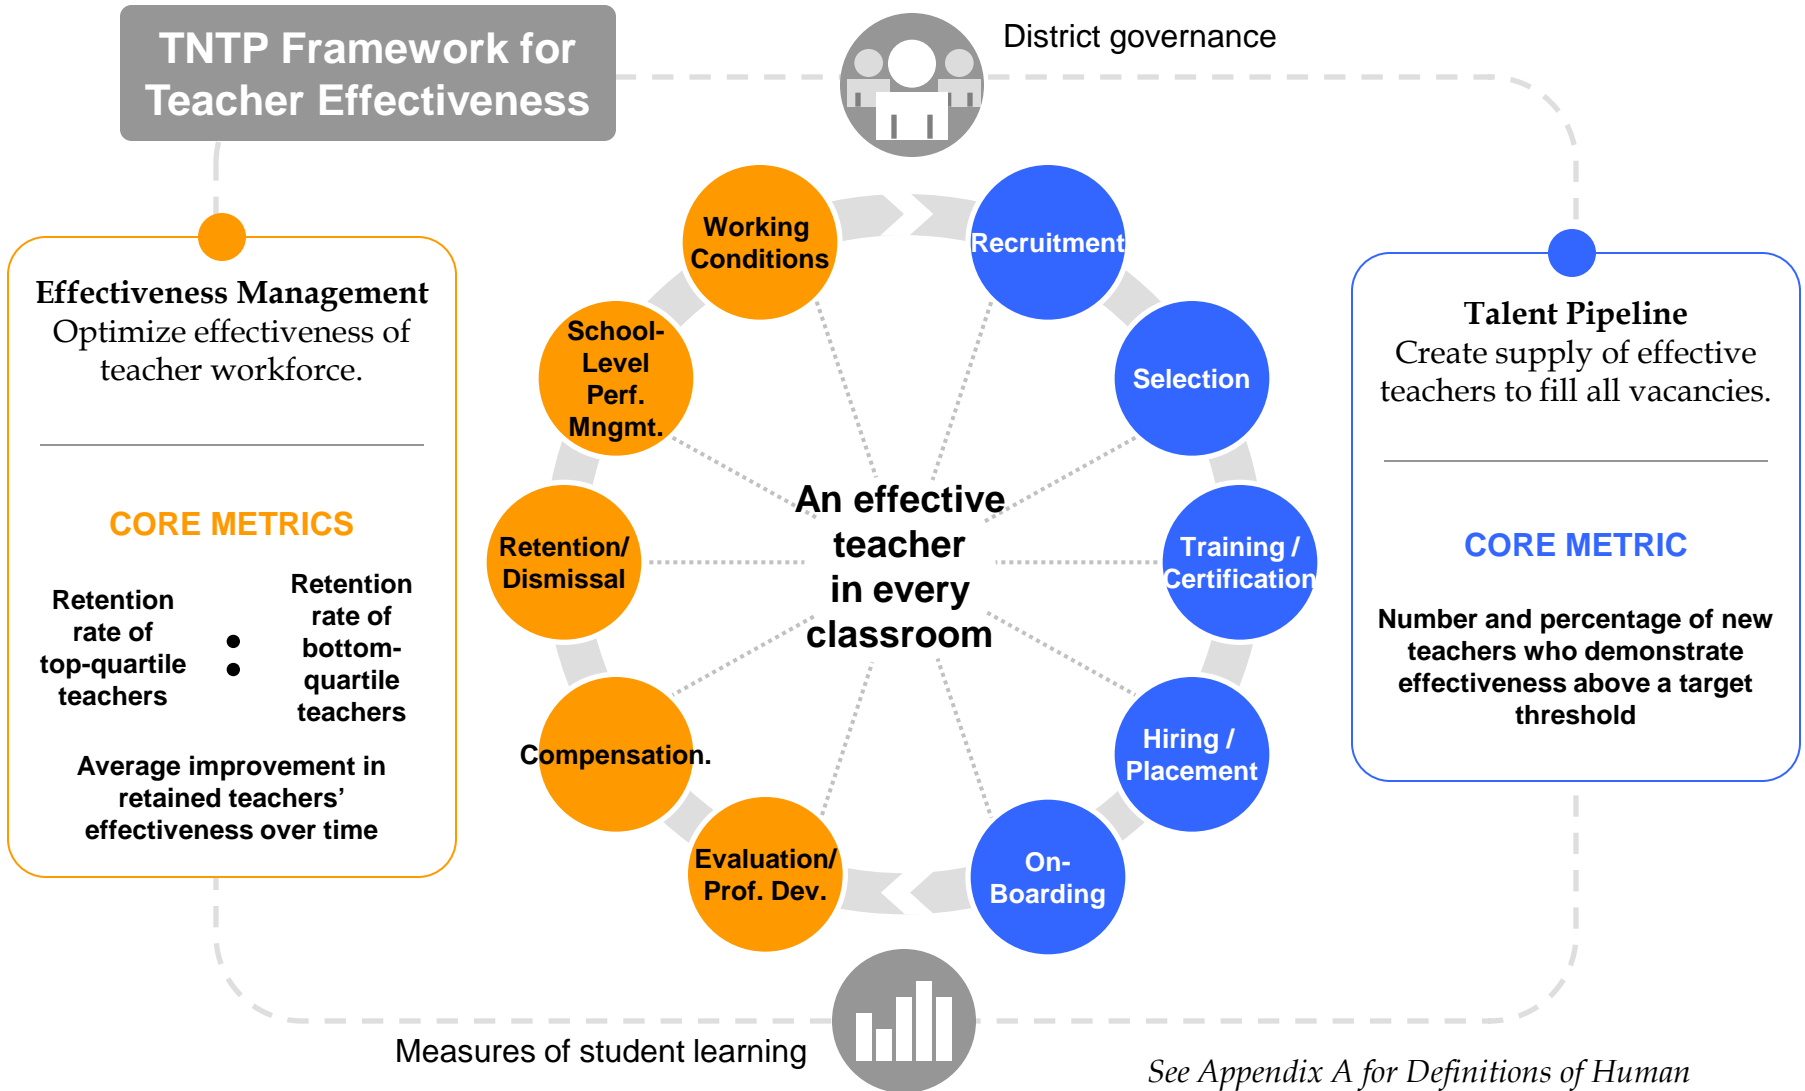 TNTP Framework for
Teacher Effectiveness
District governance
Effectiveness Management
Optimize effectiveness of
teacher workforce.
CORE METRICS
Retention
rate of
top-quartile
teachers
:
Retention
rate of
bottom-
quartile
teachers
Average improvement in
retained teachers’
effectiveness over time
Working
Conditions
School-
Level
Perf.
Mngmt.
Retention/
Dismissal
Compensation.
Evaluation/
Prof. Dev.
An effective
teacher
in every
classroom
Recruitment
Selection
Training /
Certification
Hiring /
Placement
On-
Boarding
Talent Pipeline
Create supply of effective
teachers to fill all vacancies.
CORE METRIC
Number and percentage of new
teachers who demonstrate
effectiveness above a target
threshold
Measures of student learning
See Appendix A for Definitions of Human